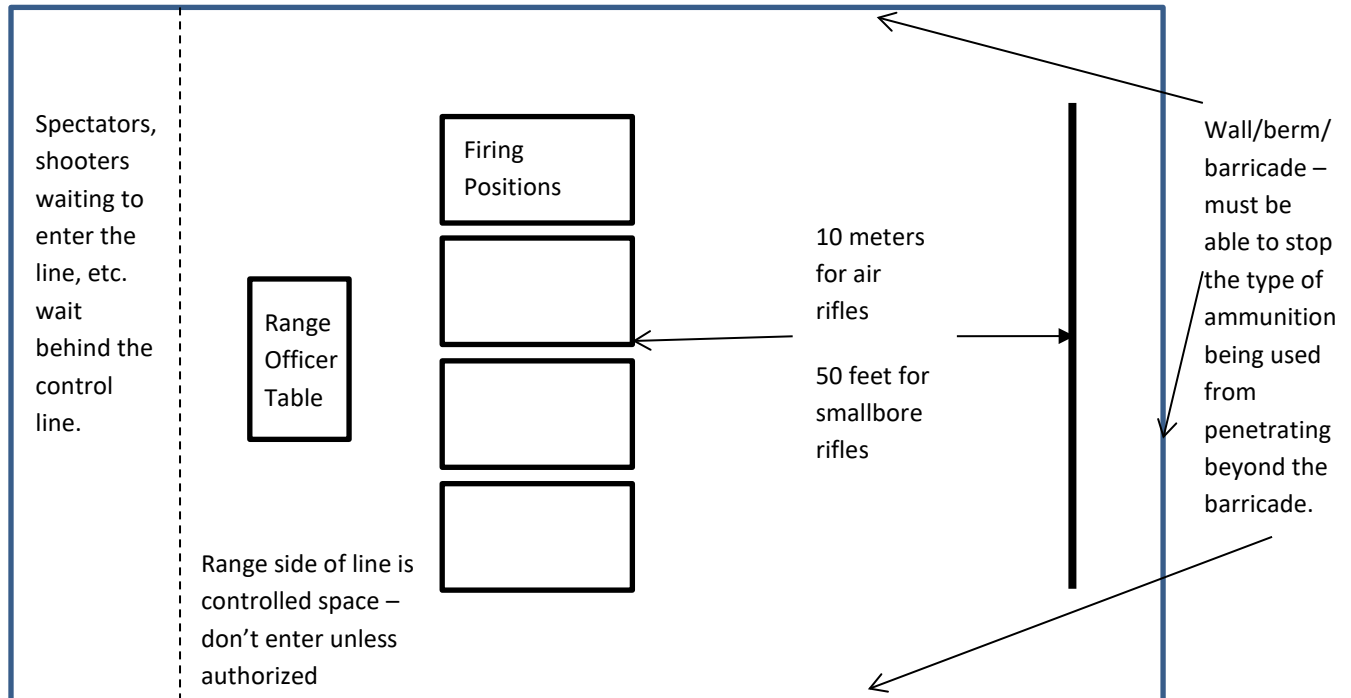 Spectators,
shooters
waiting to
enter the
line, etc.
wait
behind the
control
line.
Range
Officer
Table
Range side of line is
controlled space –
don’t enter unless
authorized
Firing
Positions
10 meters
for air
rifles
50 feet for
smallbore
rifles
Wall/berm/
barricade –
must be
able to stop
the type of
ammunition
being used
from
penetrating
beyond the
barricade.